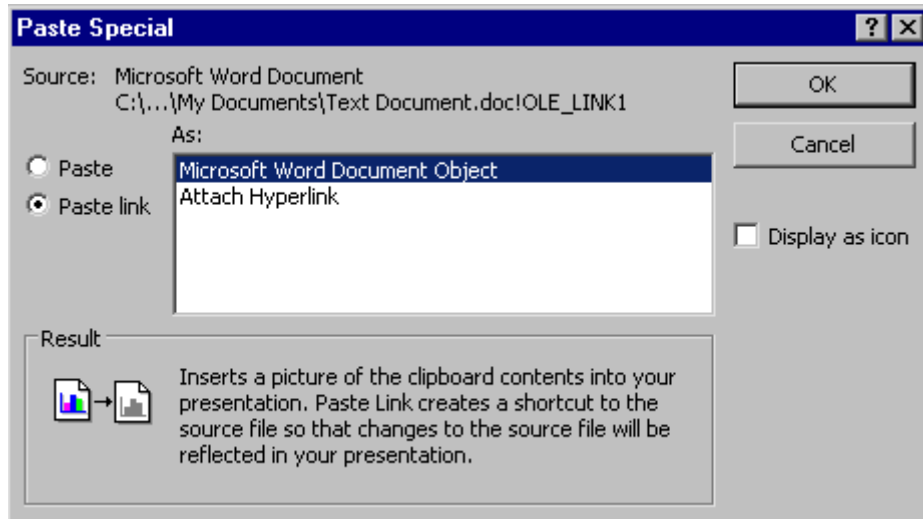 Paste Special
Source: Microsoft Word Document
C:\...\My Documents\Text Document.doc!OLE_LINK1
OK
Cancel
As:
Paste
Paste link
Microsoft Word Document Object
Attach Hyperlink
Display as icon
Result
Inserts a picture of the clipboard contents into your
presentation. Paste Link creates a shortcut to the
source file so that changes to the source file will be
reflected in your presentation.